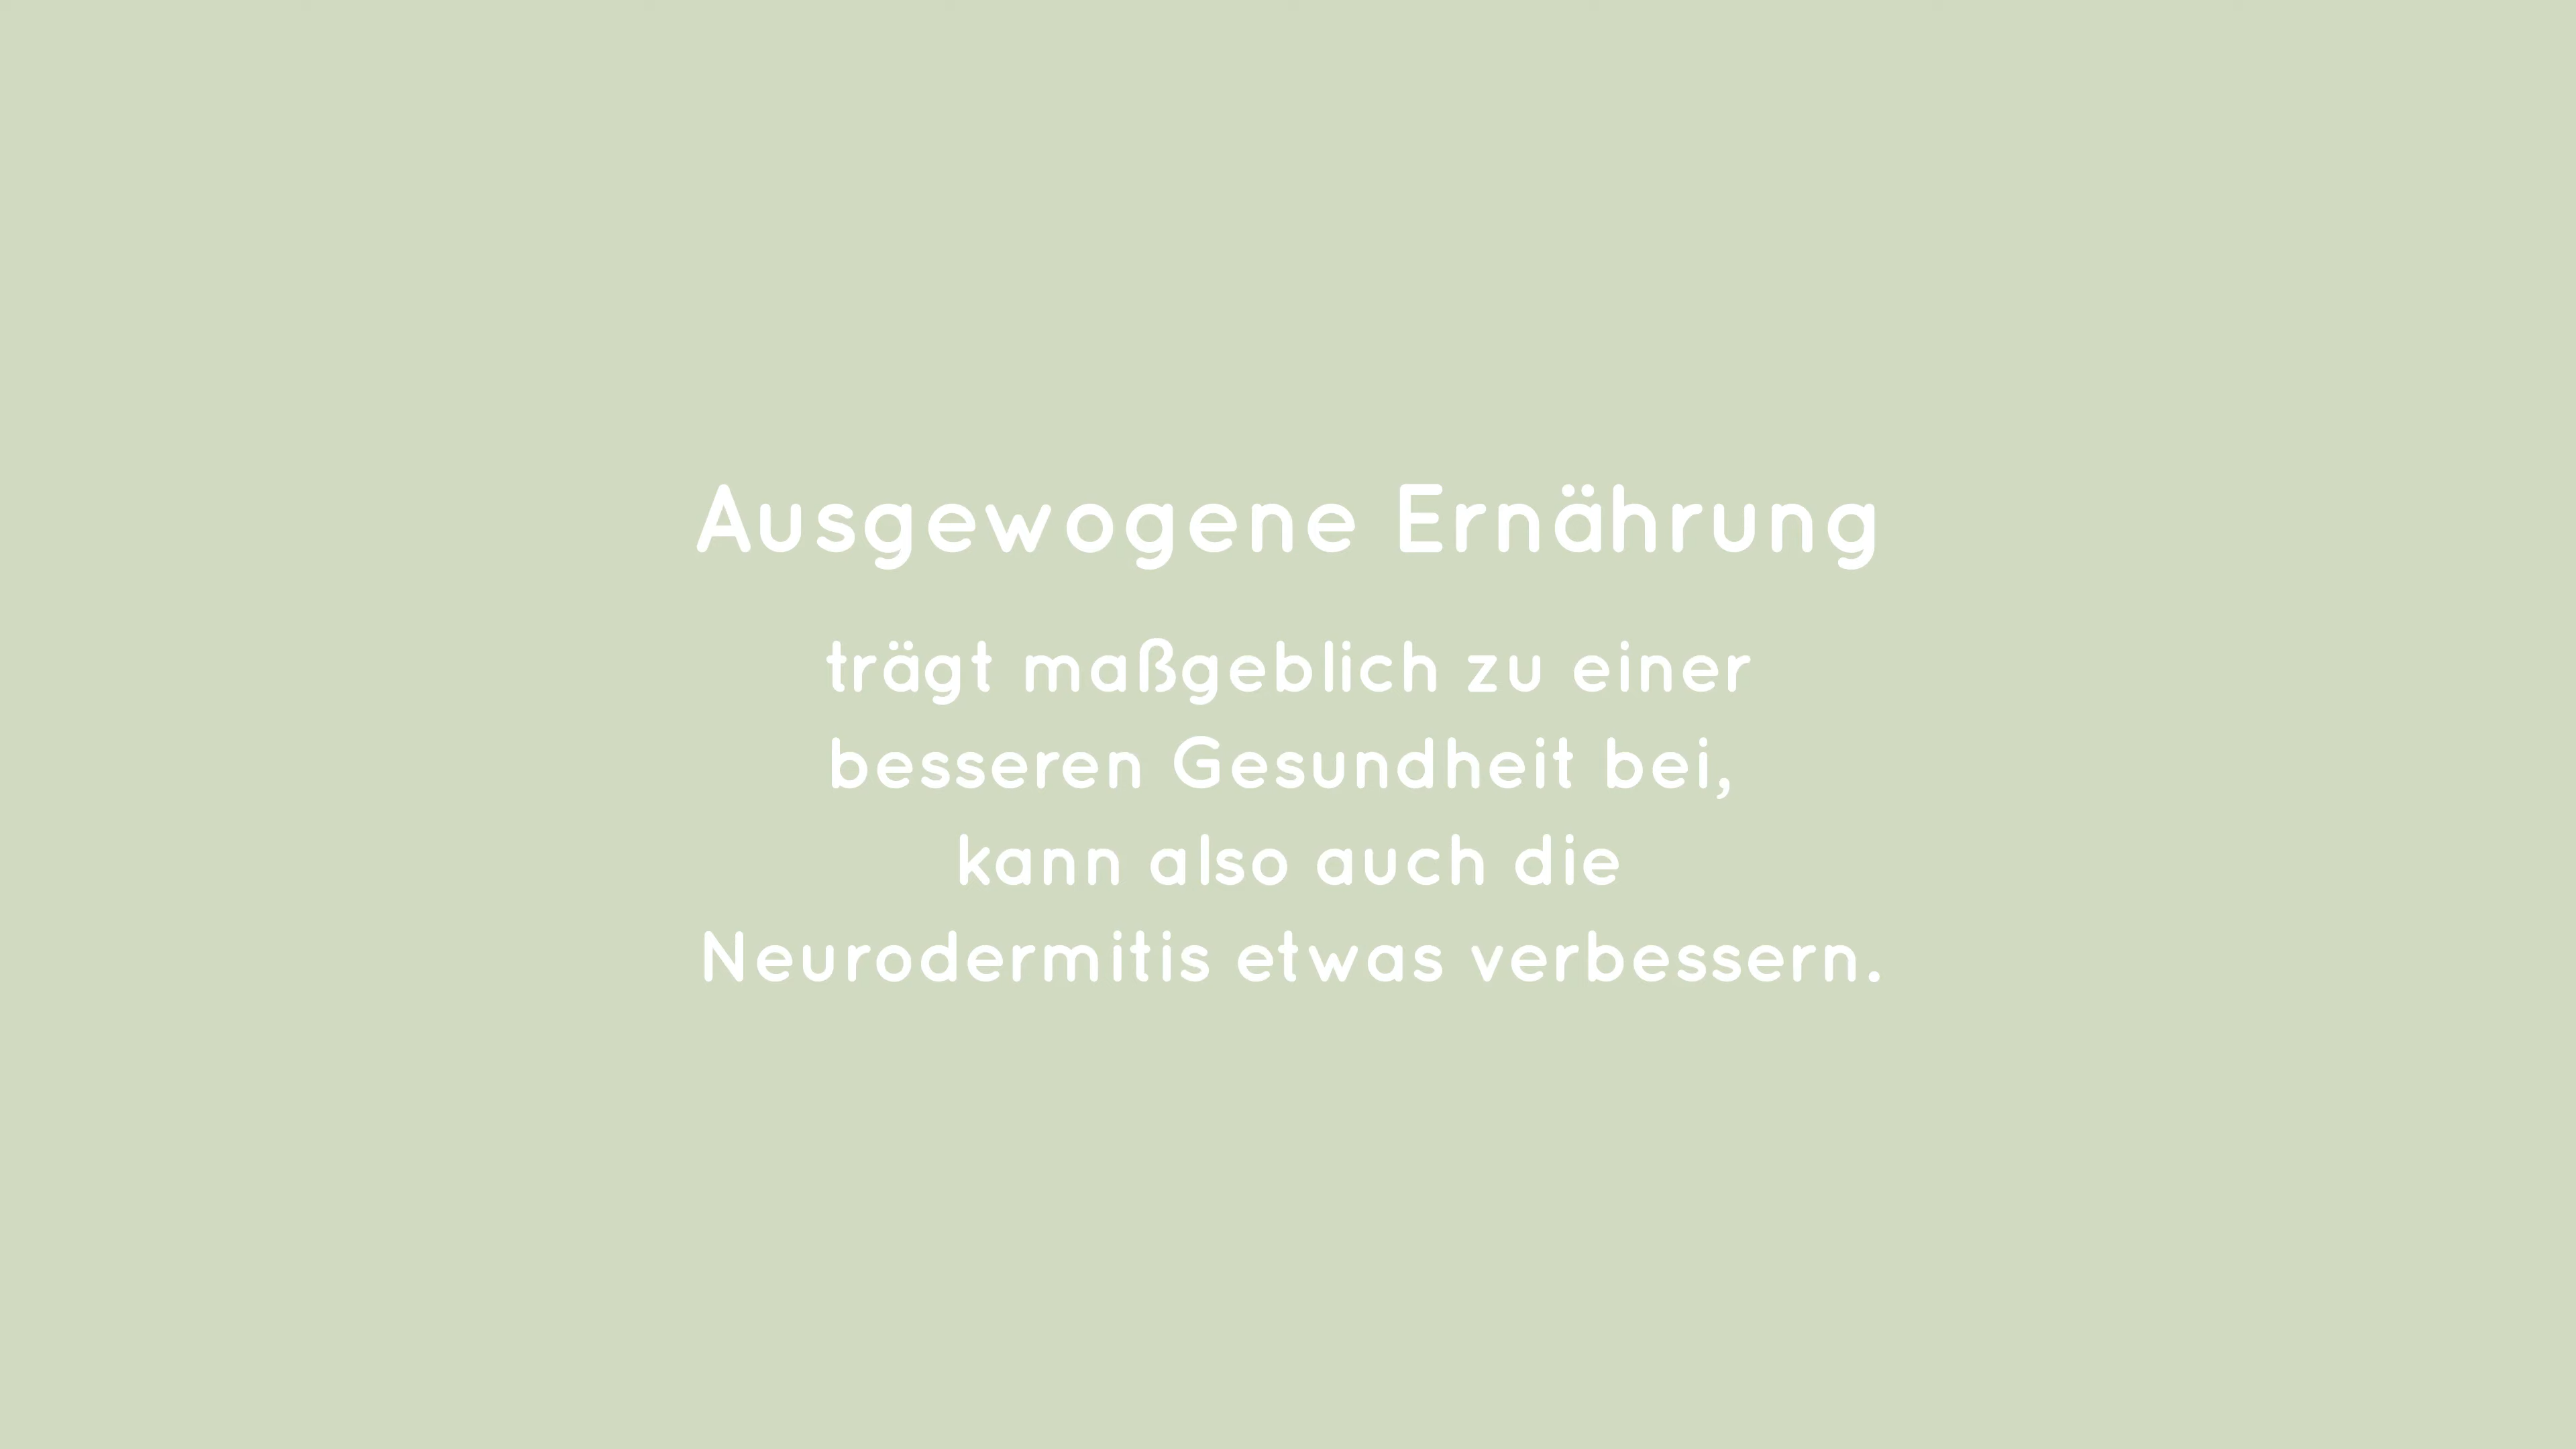 Ausgewogene Ernährung
trägt maßgeblich zu einer
besseren Gesundheit bei,
kann also auch die
Neurodermitis etwas verbessern.